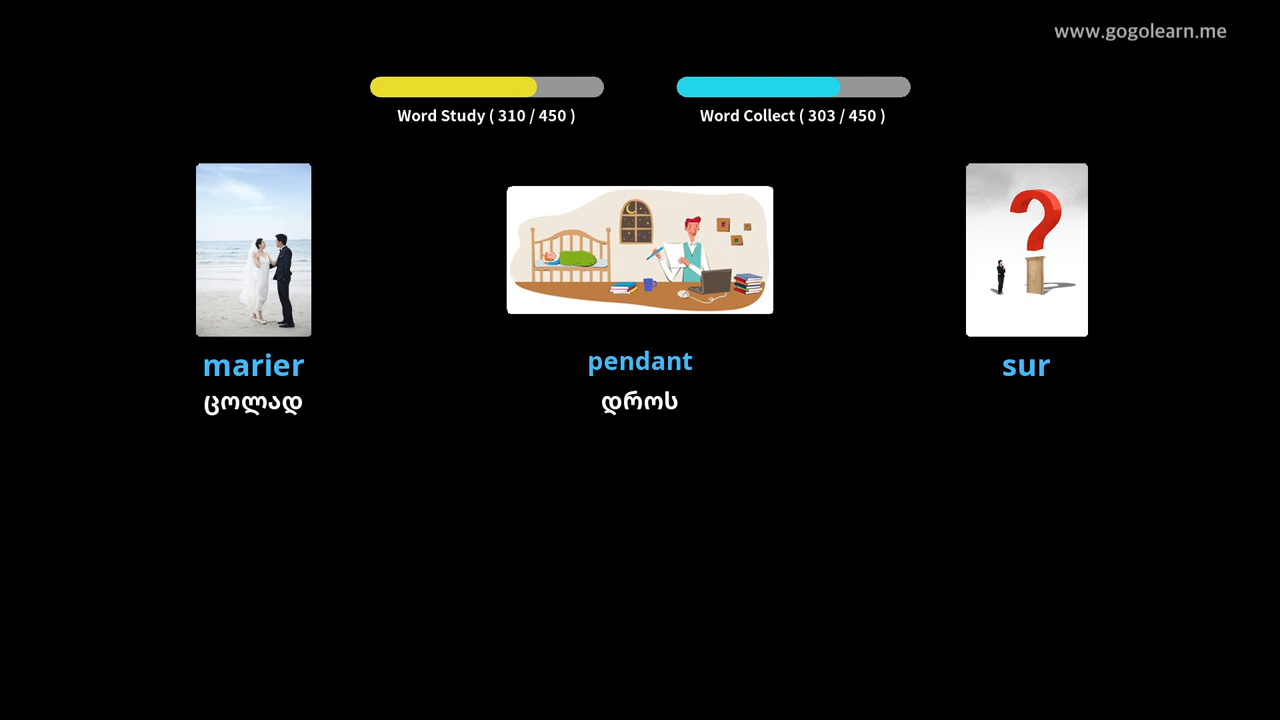 www.gogolearn.me
Word Study ( 310 / 450 )
Word Collect ( 303 / 450 )
marier
ცოლად
pendant
დროს
sur